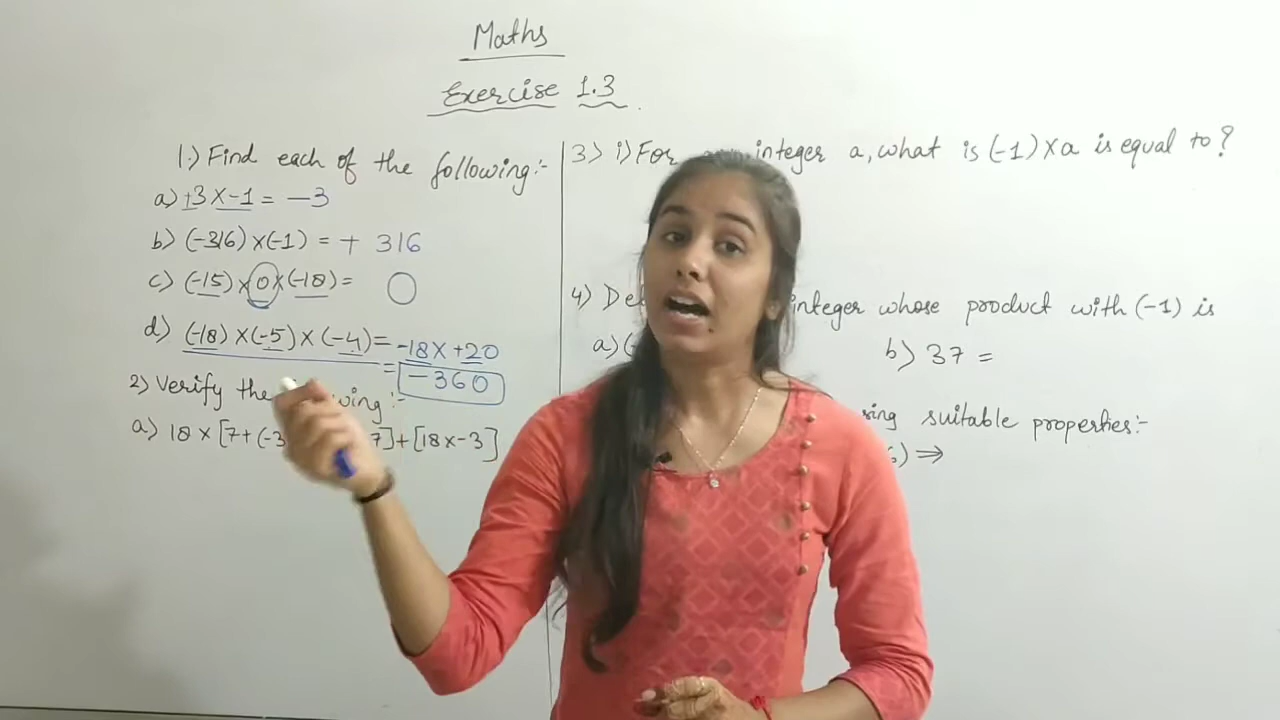 Maths
Exercise 1.3
1.) Find each of the following:-
a) +3 x -1 = -3
b) (-316) x (-1) = + 316
c) (-15) x 0 x (-18) = 0
d) (-18) x (-5) x (-4) = -18 x +20
= -360
2) Verify the
a) 18 x [7+(-3 7] + [18 x -3]
3) i) For integer a, what is (-1) x a is equal to?
4) integer whose product with (-1) is
a) (-
b) 37 =
suitable properties:-
) ⇒